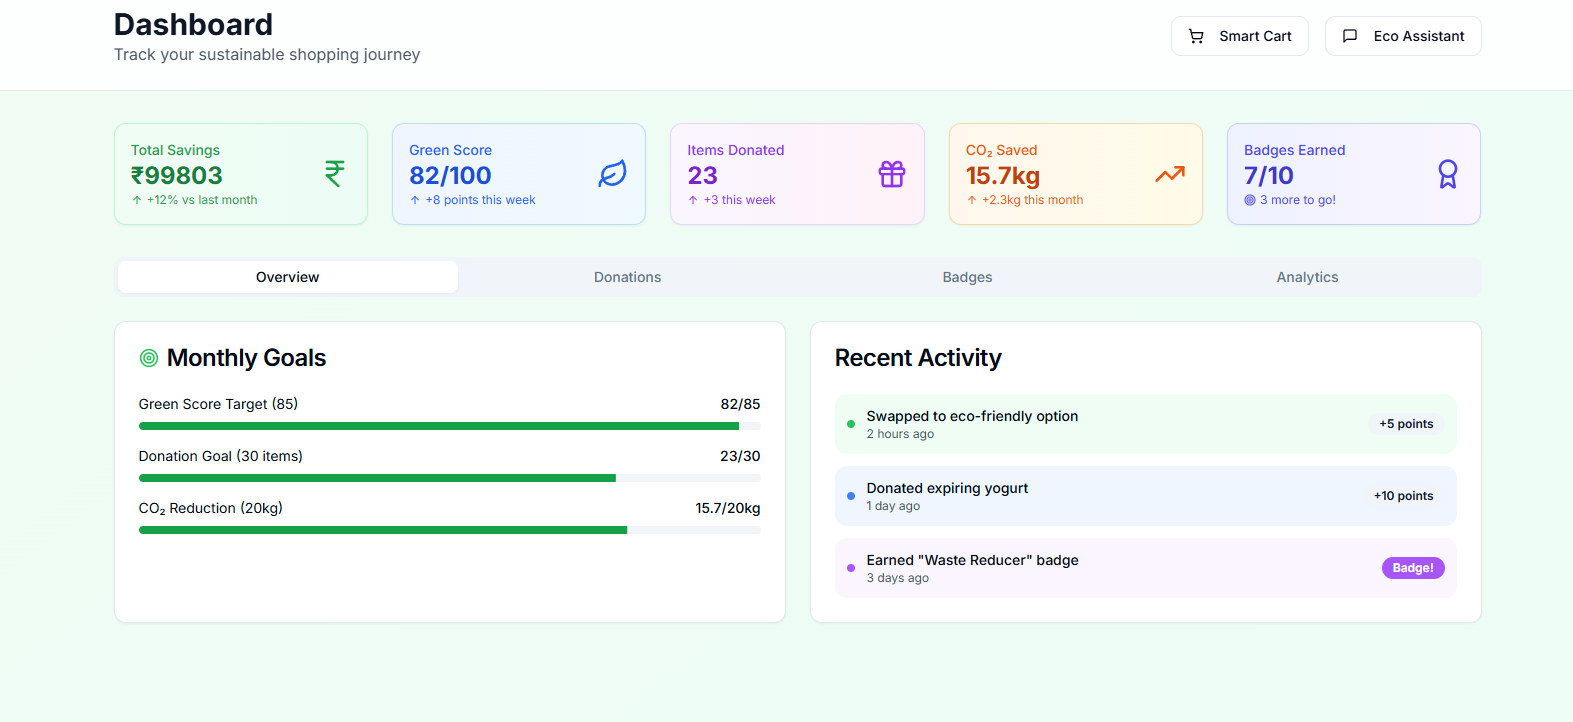 Dashboard
Track your sustainable shopping journey
Smart Cart
Eco Assistant
Total Savings
₹99803
↑ +12% vs last month
Green Score
82/100
↑ +8 points this week
Items Donated
23
↑ +3 this week
CO₂ Saved
15.7kg
↑ +2.3kg this month
Badges Earned
7/10
3 more to go!
Overview
Donations
Badges
Analytics
Monthly Goals
Green Score Target (85)
82/85
Donation Goal (30 items)
23/30
CO₂ Reduction (20kg)
15.7/20kg
Recent Activity
Swapped to eco-friendly option
2 hours ago
+5 points
Donated expiring yogurt
1 day ago
+10 points
Earned "Waste Reducer" badge
3 days ago
Badge!